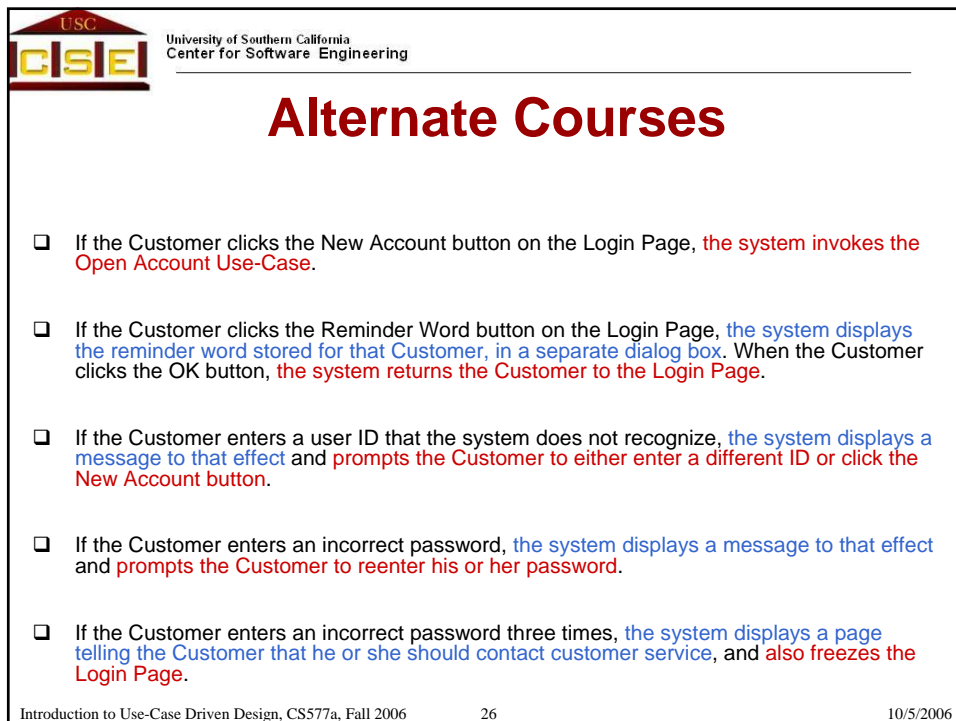 USC
CSE
University of Southern California
Center for Software Engineering
Alternate Courses
If the Customer clicks the New Account button on the Login Page, the system invokes the
Open Account Use-Case.
If the Customer clicks the Reminder Word button on the Login Page, the system displays
the reminder word stored for that Customer, in a separate dialog box. When the Customer
clicks the OK button, the system returns the Customer to the Login Page.
If the Customer enters a user ID that the system does not recognize, the system displays a
message to that effect and prompts the Customer to either enter a different ID or click the
New Account button.
If the Customer enters an incorrect password, the system displays a message to that effect
and prompts the Customer to reenter his or her password.
If the Customer enters an incorrect password three times, the system displays a page
telling the Customer that he or she should contact customer service, and also freezes the
Login Page.
Introduction to Use-Case Driven Design, CS577a, Fall 2006 26 10/5/2006